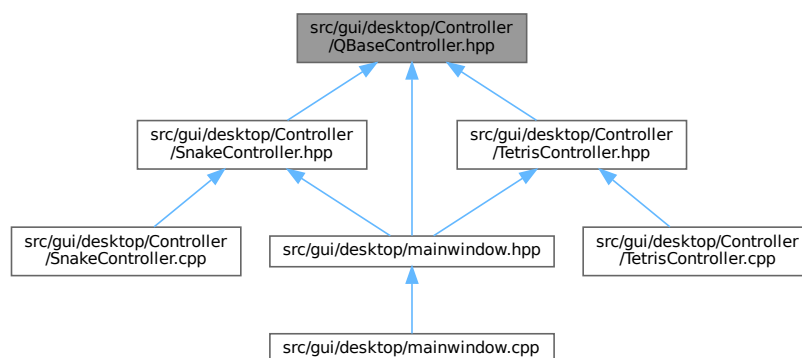 src/gui/desktop/Controller
/QBaseController.hpp
src/gui/desktop/Controller
/SnakeController.hpp
src/gui/desktop/Controller
/TetrisController.hpp
src/gui/desktop/Controller
/SnakeController.cpp
src/gui/desktop/mainwindow.hpp
src/gui/desktop/Controller
/TetrisController.cpp
src/gui/desktop/mainwindow.cpp